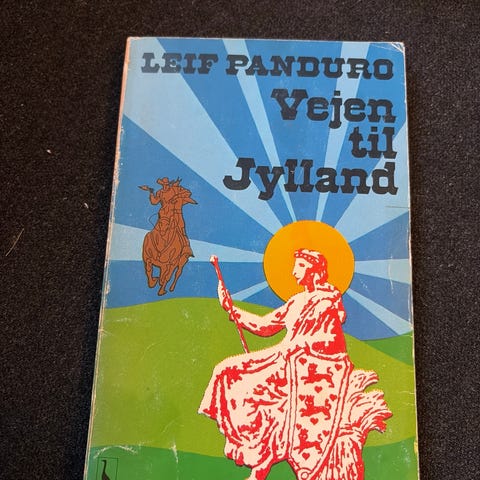 LEIF PANDURO
Vejen
til
Jylland